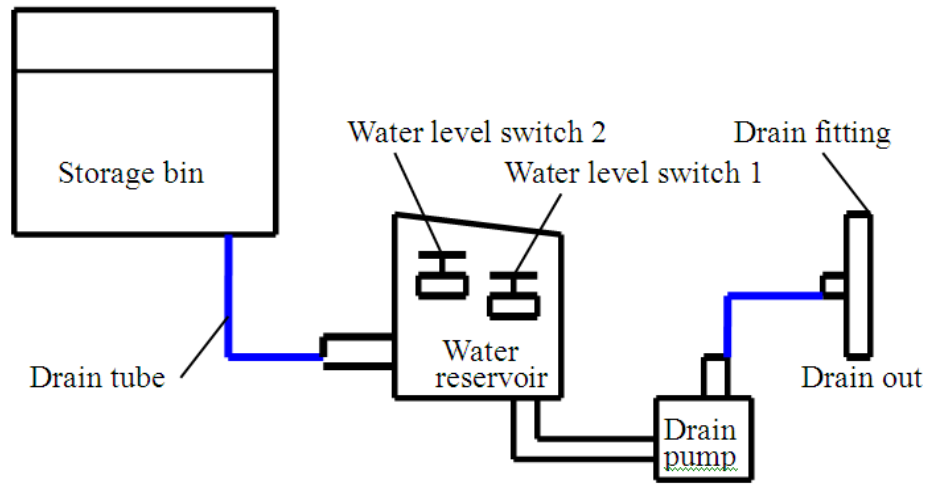 Water level switch 2
Drain fitting
Storage bin
Water level switch 1
Water
reservoir
Drain tube
Drain out
Drain
pump